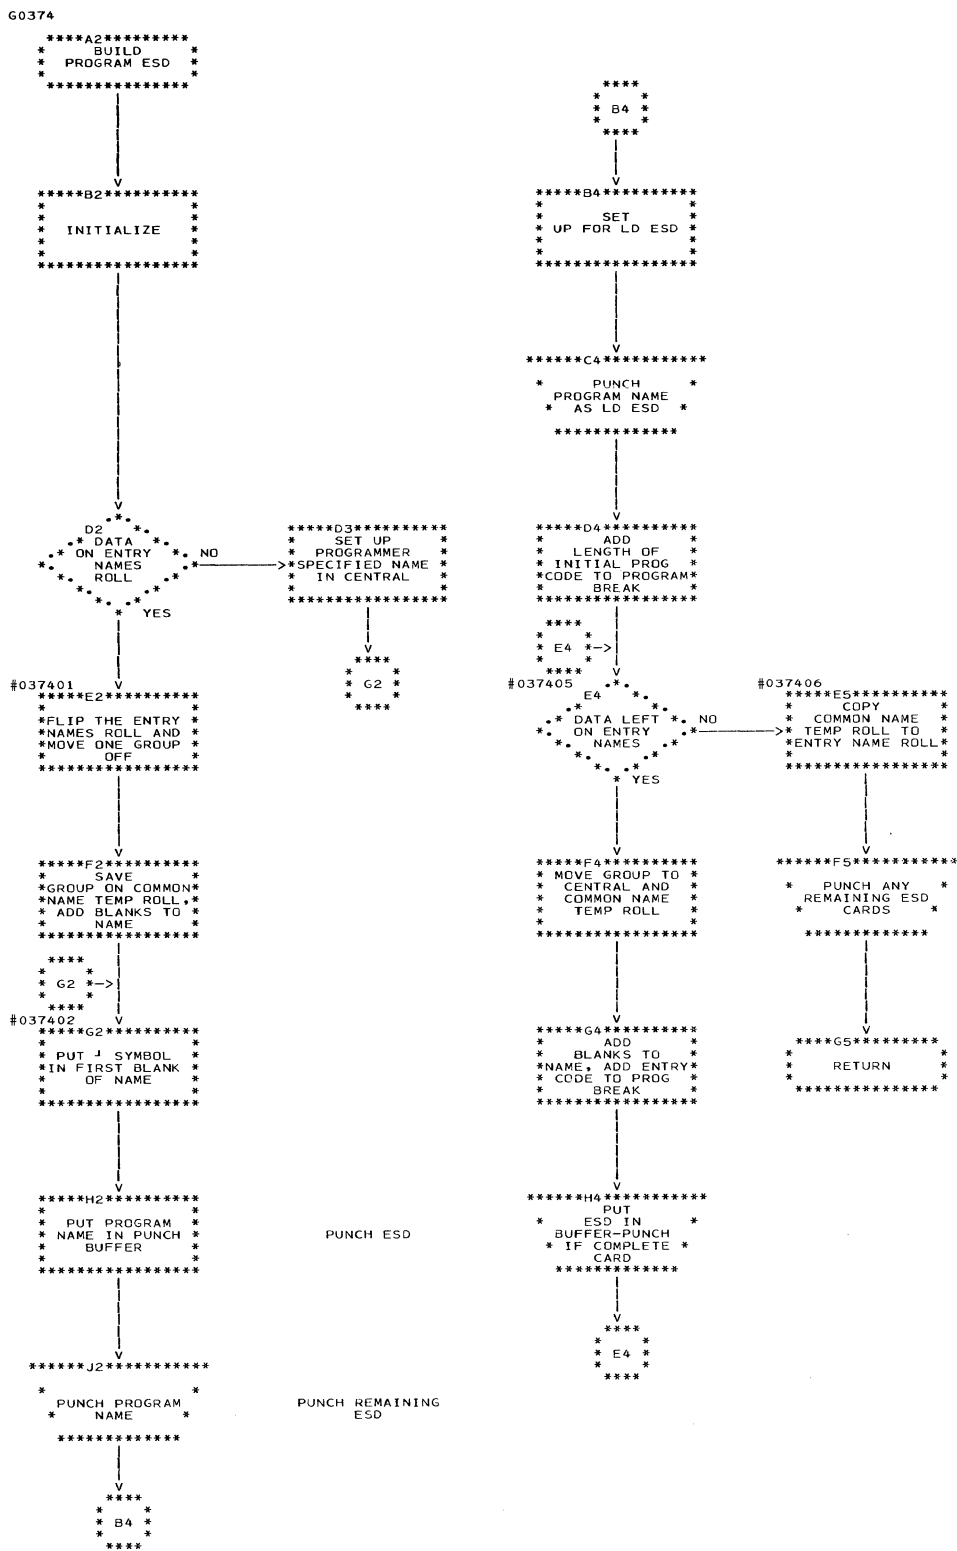 G0374
****A2*********
BUILD
PROGRAM ESD
*****B2**********
INITIALIZE
D2
DATA
ON ENTRY
NAMES
ROLL
NO
YES
*****D3**********
SET UP
PROGRAMMER
SPECIFIED NAME
IN CENTRAL
G2
#037401
*****E2**********
FLIP THE ENTRY
NAMES ROLL AND
MOVE ONE GROUP
OFF
*****F2**********
SAVE
GROUP ON COMMON
NAME TEMP ROLL,
ADD BLANKS TO
NAME
G2
#037402
*****G2**********
PUT ┘ SYMBOL
IN FIRST BLANK
OF NAME
*****H2**********
PUT PROGRAM
NAME IN PUNCH
BUFFER
PUNCH ESD
******J2***********
PUNCH PROGRAM
NAME
PUNCH REMAINING
ESD
B4
B4
*****B4**********
SET
UP FOR LD ESD
******C4***********
PUNCH
PROGRAM NAME
AS LD ESD
*****D4**********
ADD
LENGTH OF
INITIAL PROG
CODE TO PROGRAM
BREAK
E4
#037405
E4
DATA LEFT
ON ENTRY
NAMES
NO
YES
#037406
*****E5**********
COPY
COMMON NAME
TEMP ROLL TO
ENTRY NAME ROLL
*****F4**********
MOVE GROUP TO
CENTRAL AND
COMMON NAME
TEMP ROLL
******F5***********
PUNCH ANY
REMAINING ESD
CARDS
*****G4**********
ADD
BLANKS TO
NAME, ADD ENTRY
CODE TO PROG
BREAK
****G5*********
RETURN
******H4***********
PUT
ESD IN
BUFFER-PUNCH
IF COMPLETE
CARD
E4